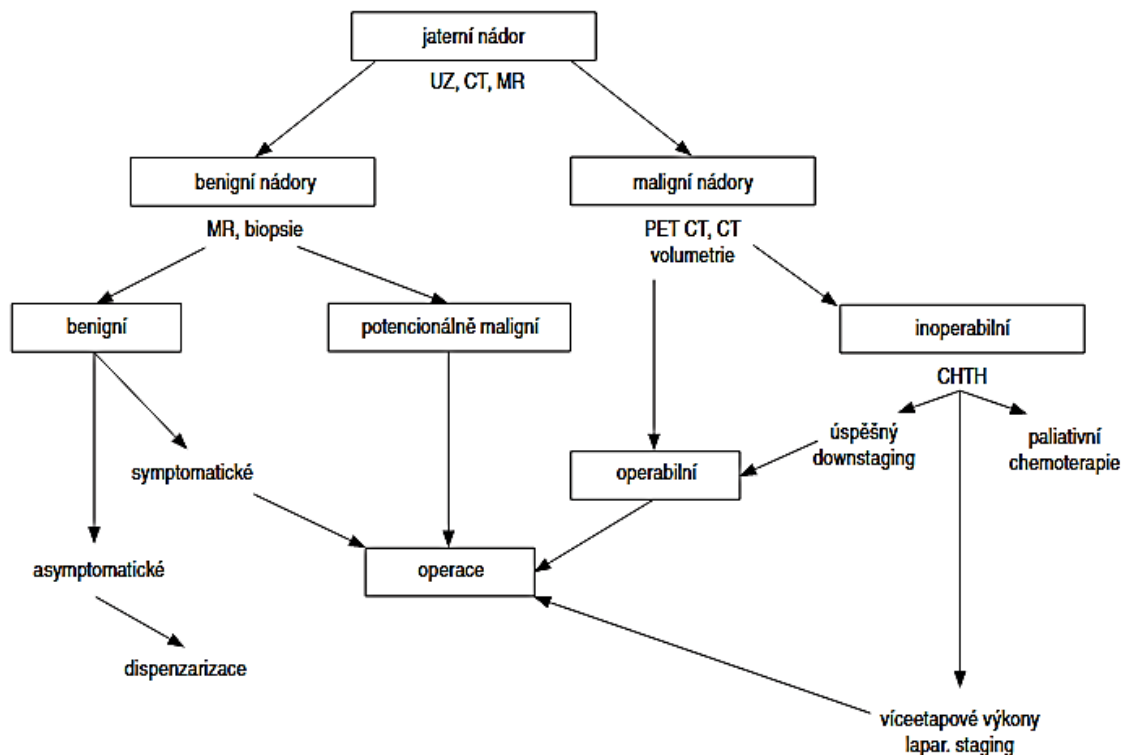 jaterní nádor
UZ, CT, MR
benigní nádory
maligní nádory
MR, biopsie
PET CT, CT
volumetrie
benigní
potencionálně maligní
inoperabilní
CHTH
úspěšný
downstaging
paliativní
chemoterapie
symptomatické
operabilní
asymptomatické
operace
dispenzarizace
víceetapové výkony
lapar. staging